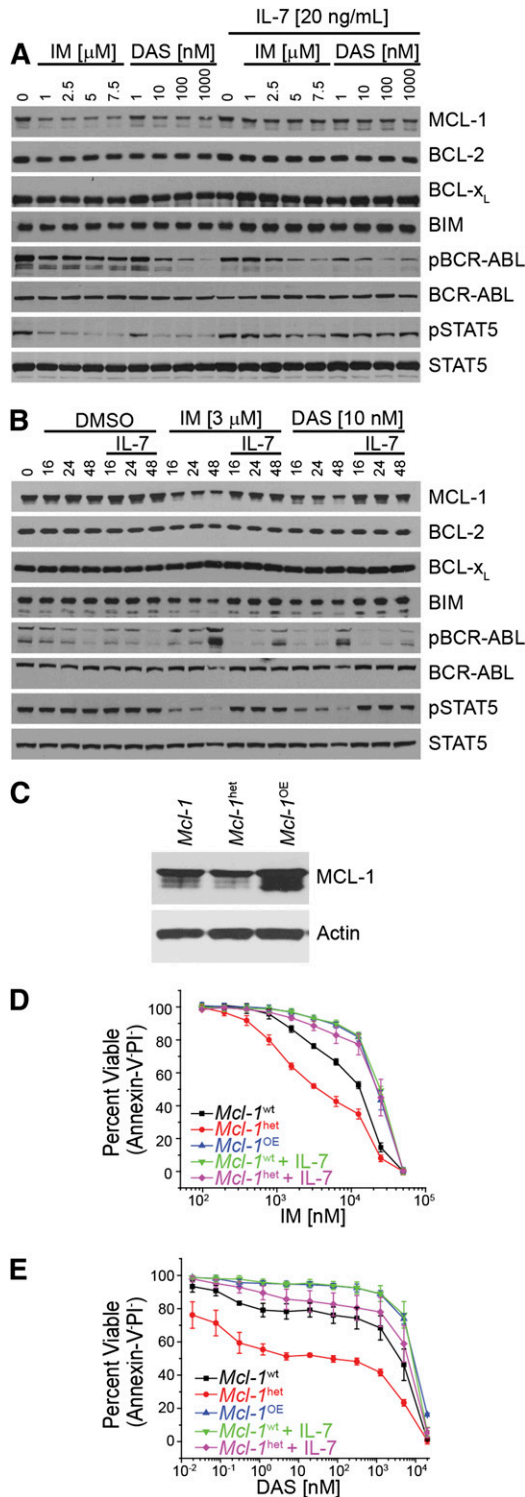 IL-7 [20 ng/mL]
A IM [μM] DAS [nM] IM [μM] DAS [nM]
0 1 2.5 5 7.5 1 10 100 1000 0 1 2.5 5 7.5 1 10 100 1000
MCL-1
BCL-2
BCL-xL
BIM
pBCR-ABL
BCR-ABL
pSTAT5
STAT5
B DMSO IM [3 μM] DAS [10 nM]
IL-7 IL-7 IL-7
0 16 24 48 16 24 48 16 24 48 16 24 48 16 24 48 16 24 48
MCL-1
BCL-2
BCL-xL
BIM
pBCR-ABL
BCR-ABL
pSTAT5
STAT5
C
Mcl-1 Mcl-1het Mcl-1OE
MCL-1
Actin
D
Percent Viable
(Annexin-V-PI-)
100
80
60
40
20
0
Mcl-1wt
Mcl-1het
Mcl-1OE
Mcl-1wt + IL-7
Mcl-1het + IL-7
10² 10³ 10⁴ 10⁵
IM [nM]
E
Percent Viable
(Annexin-V-PI-)
100
80
60
40
20
0
Mcl-1wt
Mcl-1het
Mcl-1OE
Mcl-1wt + IL-7
Mcl-1het + IL-7
10⁻² 10⁻¹ 10⁰ 10¹ 10² 10³ 10⁴
DAS [nM]